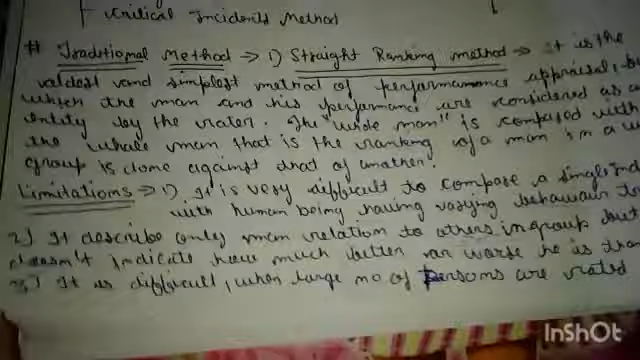 Critical Incidents Method
# Traditional Method → 1) Straight Ranking method → It is the
oldest and simplest method of performance appraisal, by
which the man and his performance are considered as an
entity by the rater. The "whole man" is compared with
the whole man that is the ranking of a man in a
group is done against that of another.
Limitations → 1) It is very difficult to compare a single
with human being having varying behaviour
2) It describe only man relation to others in group but
doesn't indicate how much better or worse he is than
3) It is difficult, when large no of persons are rated
InShOt